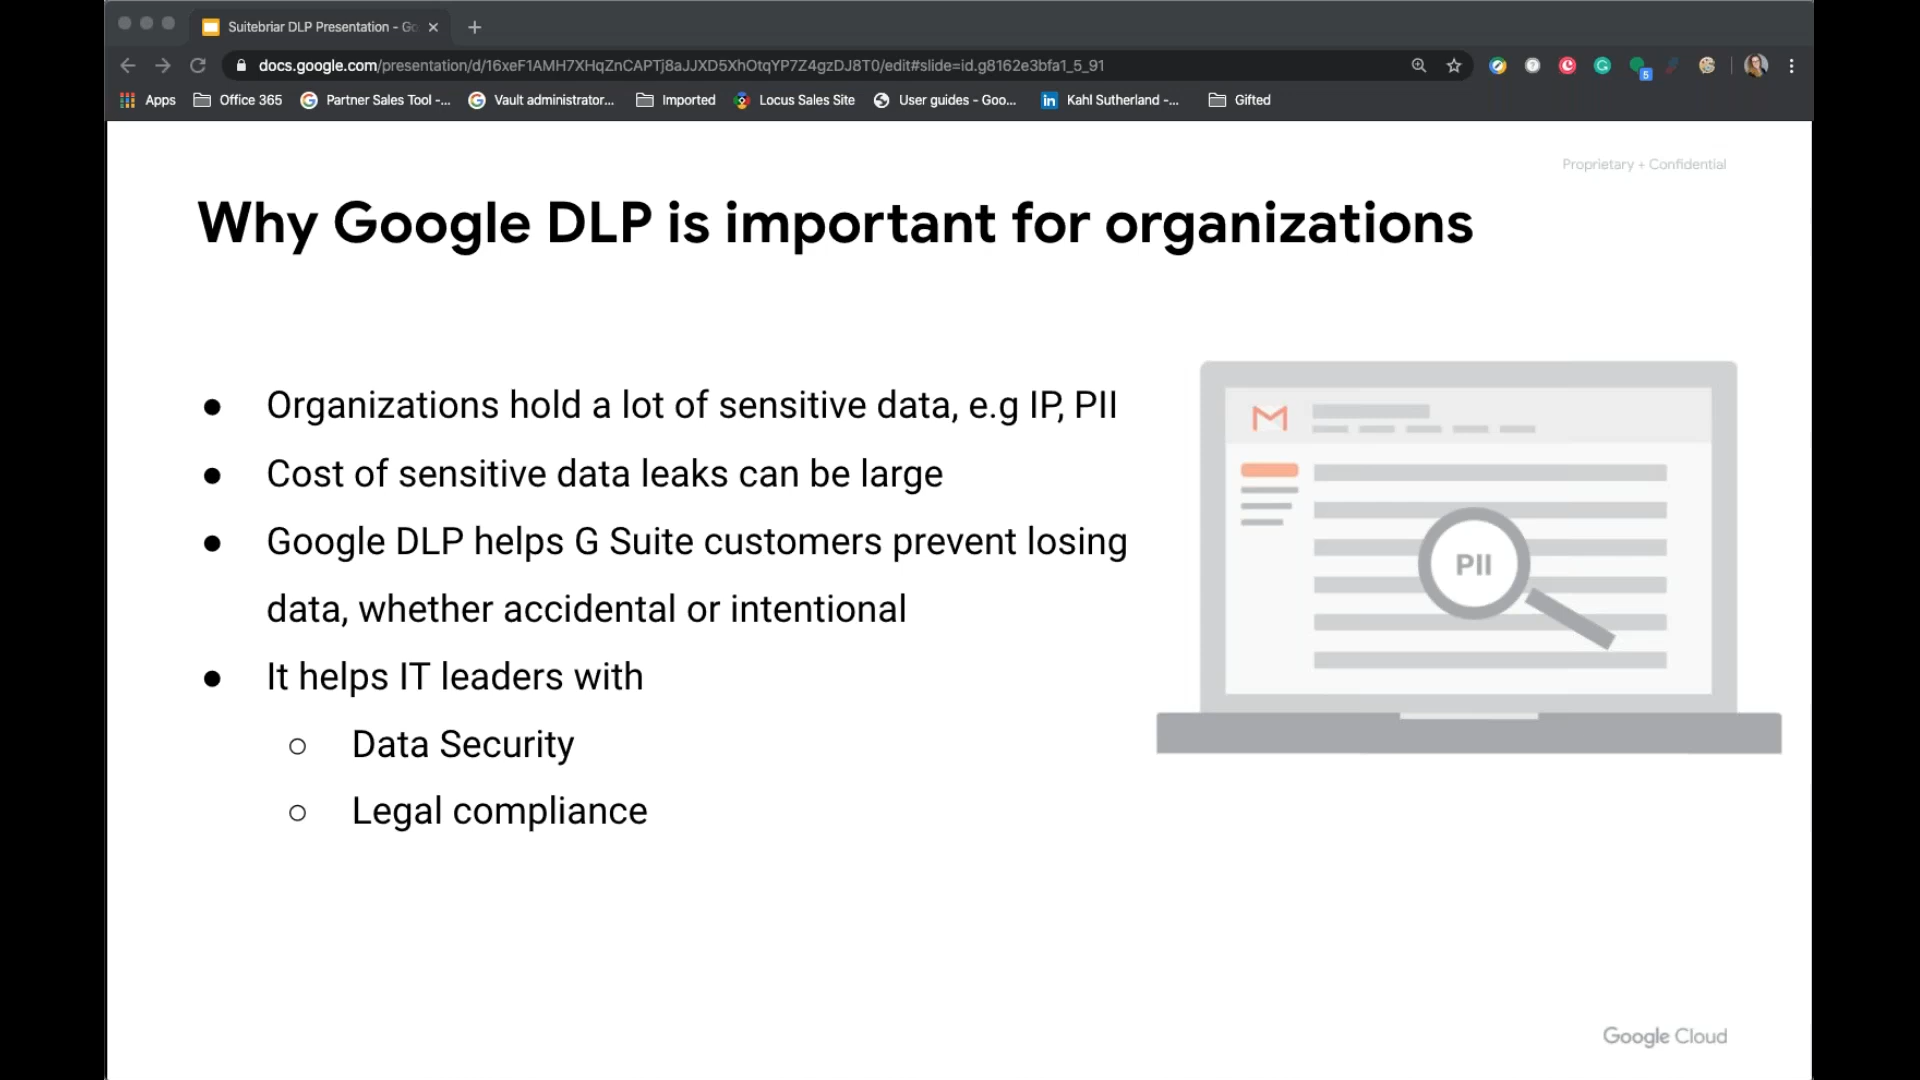 Suitebriar DLP Presentation - Go
docs.google.com/presentation/d/16xeF1AMH7XHqZnCAPTj8aJJXD5XhOtqYP7Z4gzDJ8T0/edit#slide=id.g8162e3bfa1_5_91
5
Apps Office 365 Partner Sales Tool -... Vault administrator... Imported Locus Sales Site User guides - Goo... in Kahl Sutherland -... Gifted
Proprietary + Confidential
Why Google DLP is important for organizations
● Organizations hold a lot of sensitive data, e.g IP, PII
● Cost of sensitive data leaks can be large
● Google DLP helps G Suite customers prevent losing
data, whether accidental or intentional
● It helps IT leaders with
○ Data Security
○ Legal compliance
PII
Google Cloud